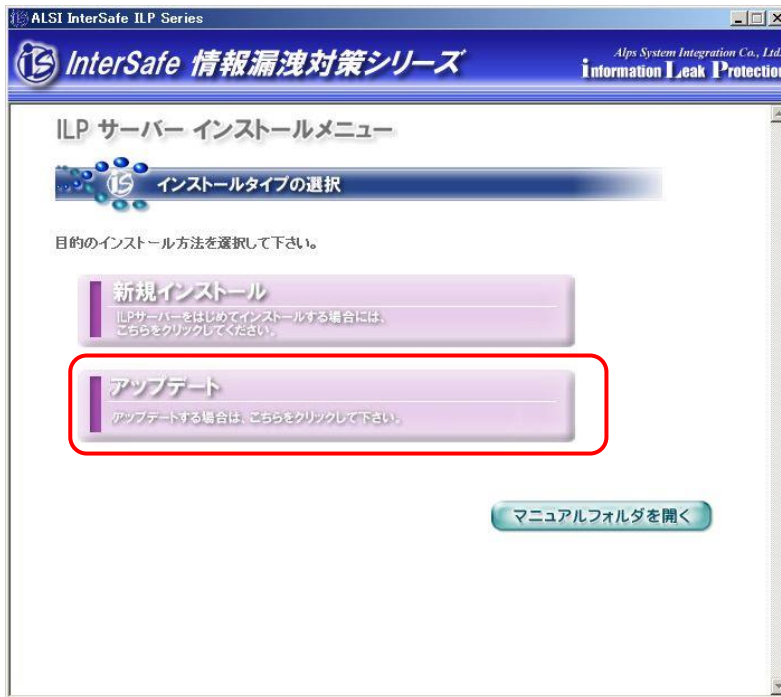 ALSI InterSafe ILP Series
iS InterSafe 情報漏洩対策シリーズ
Alps System Integration Co., Ltd.
information Leak Protection
ILP サーバー インストールメニュー
iS インストールタイプの選択
目的のインストール方法を選択して下さい。
新規インストール
ILPサーバーをはじめてインストールする場合には、
こちらをクリックしてください。
アップデート
アップデートする場合は、こちらをクリックして下さい。
マニュアルフォルダを開く